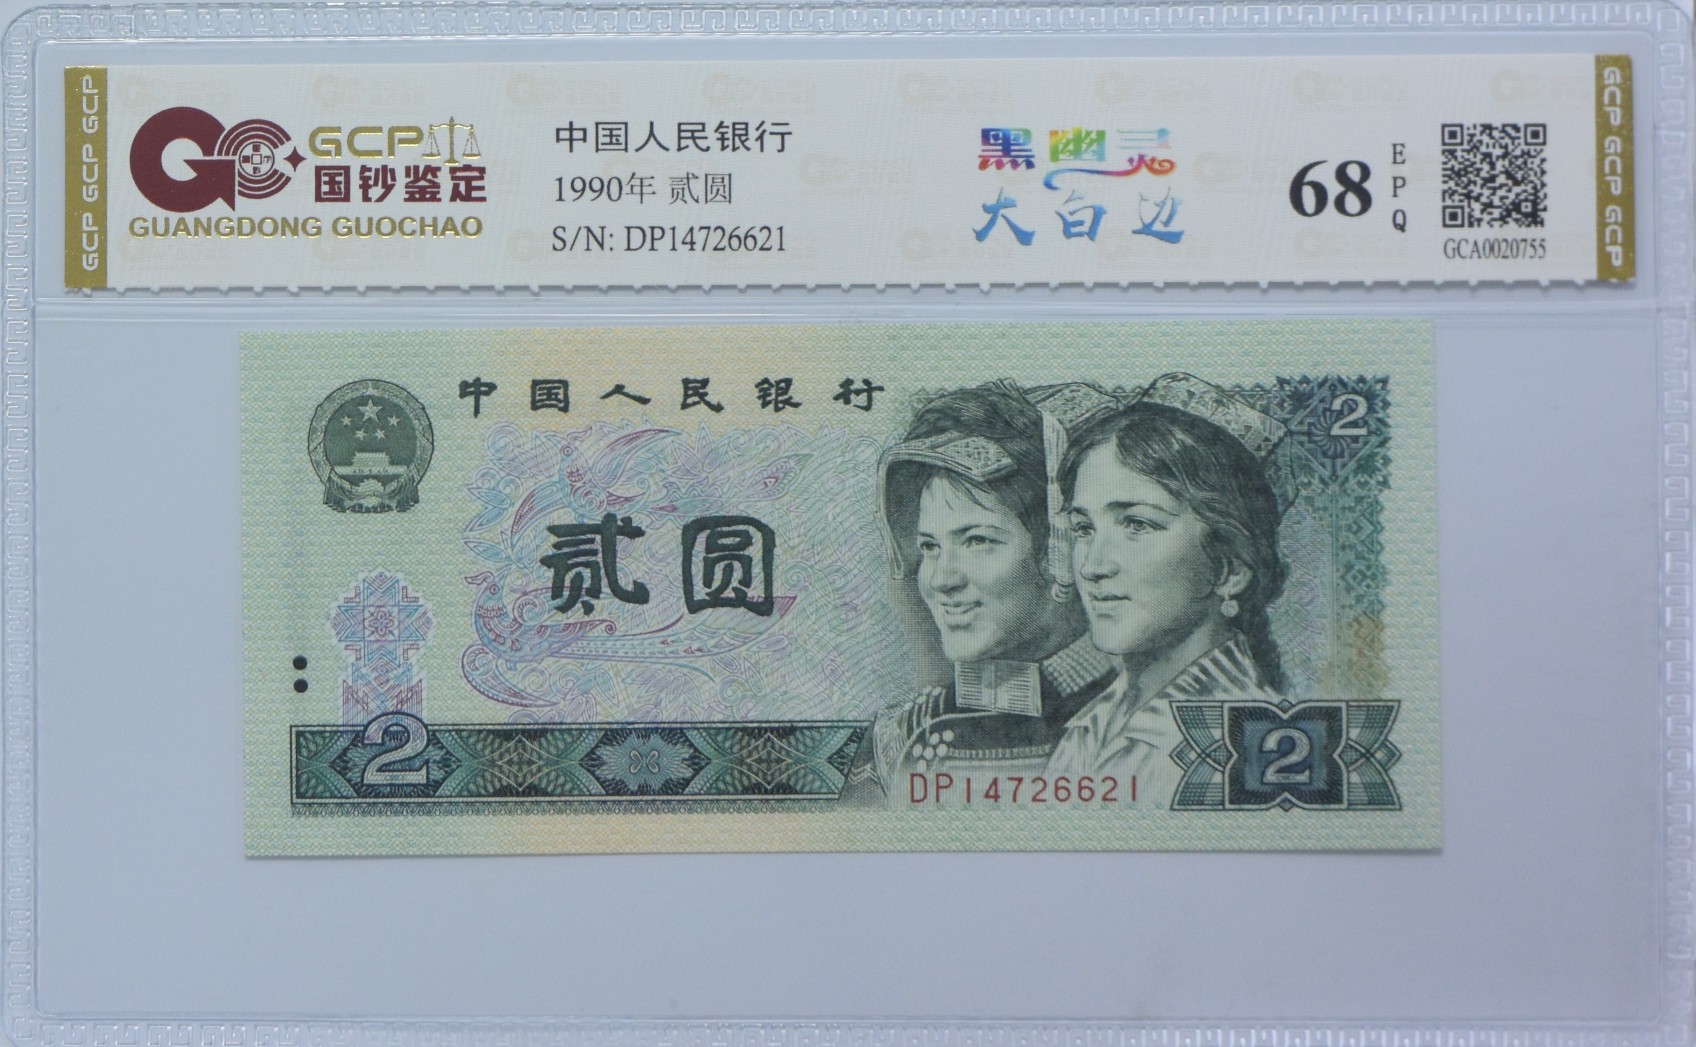 GCP GCP GCP
GCP
国钞鉴定
GUANGDONG GUOCHAO
中国人民银行
1990年 贰圆
S/N: DP14726621
黑幽灵
大白边
68
EPQ
GCA0020755
GCP GCP GCP
中国人民银行
2
贰圆
2
DP14726621
2